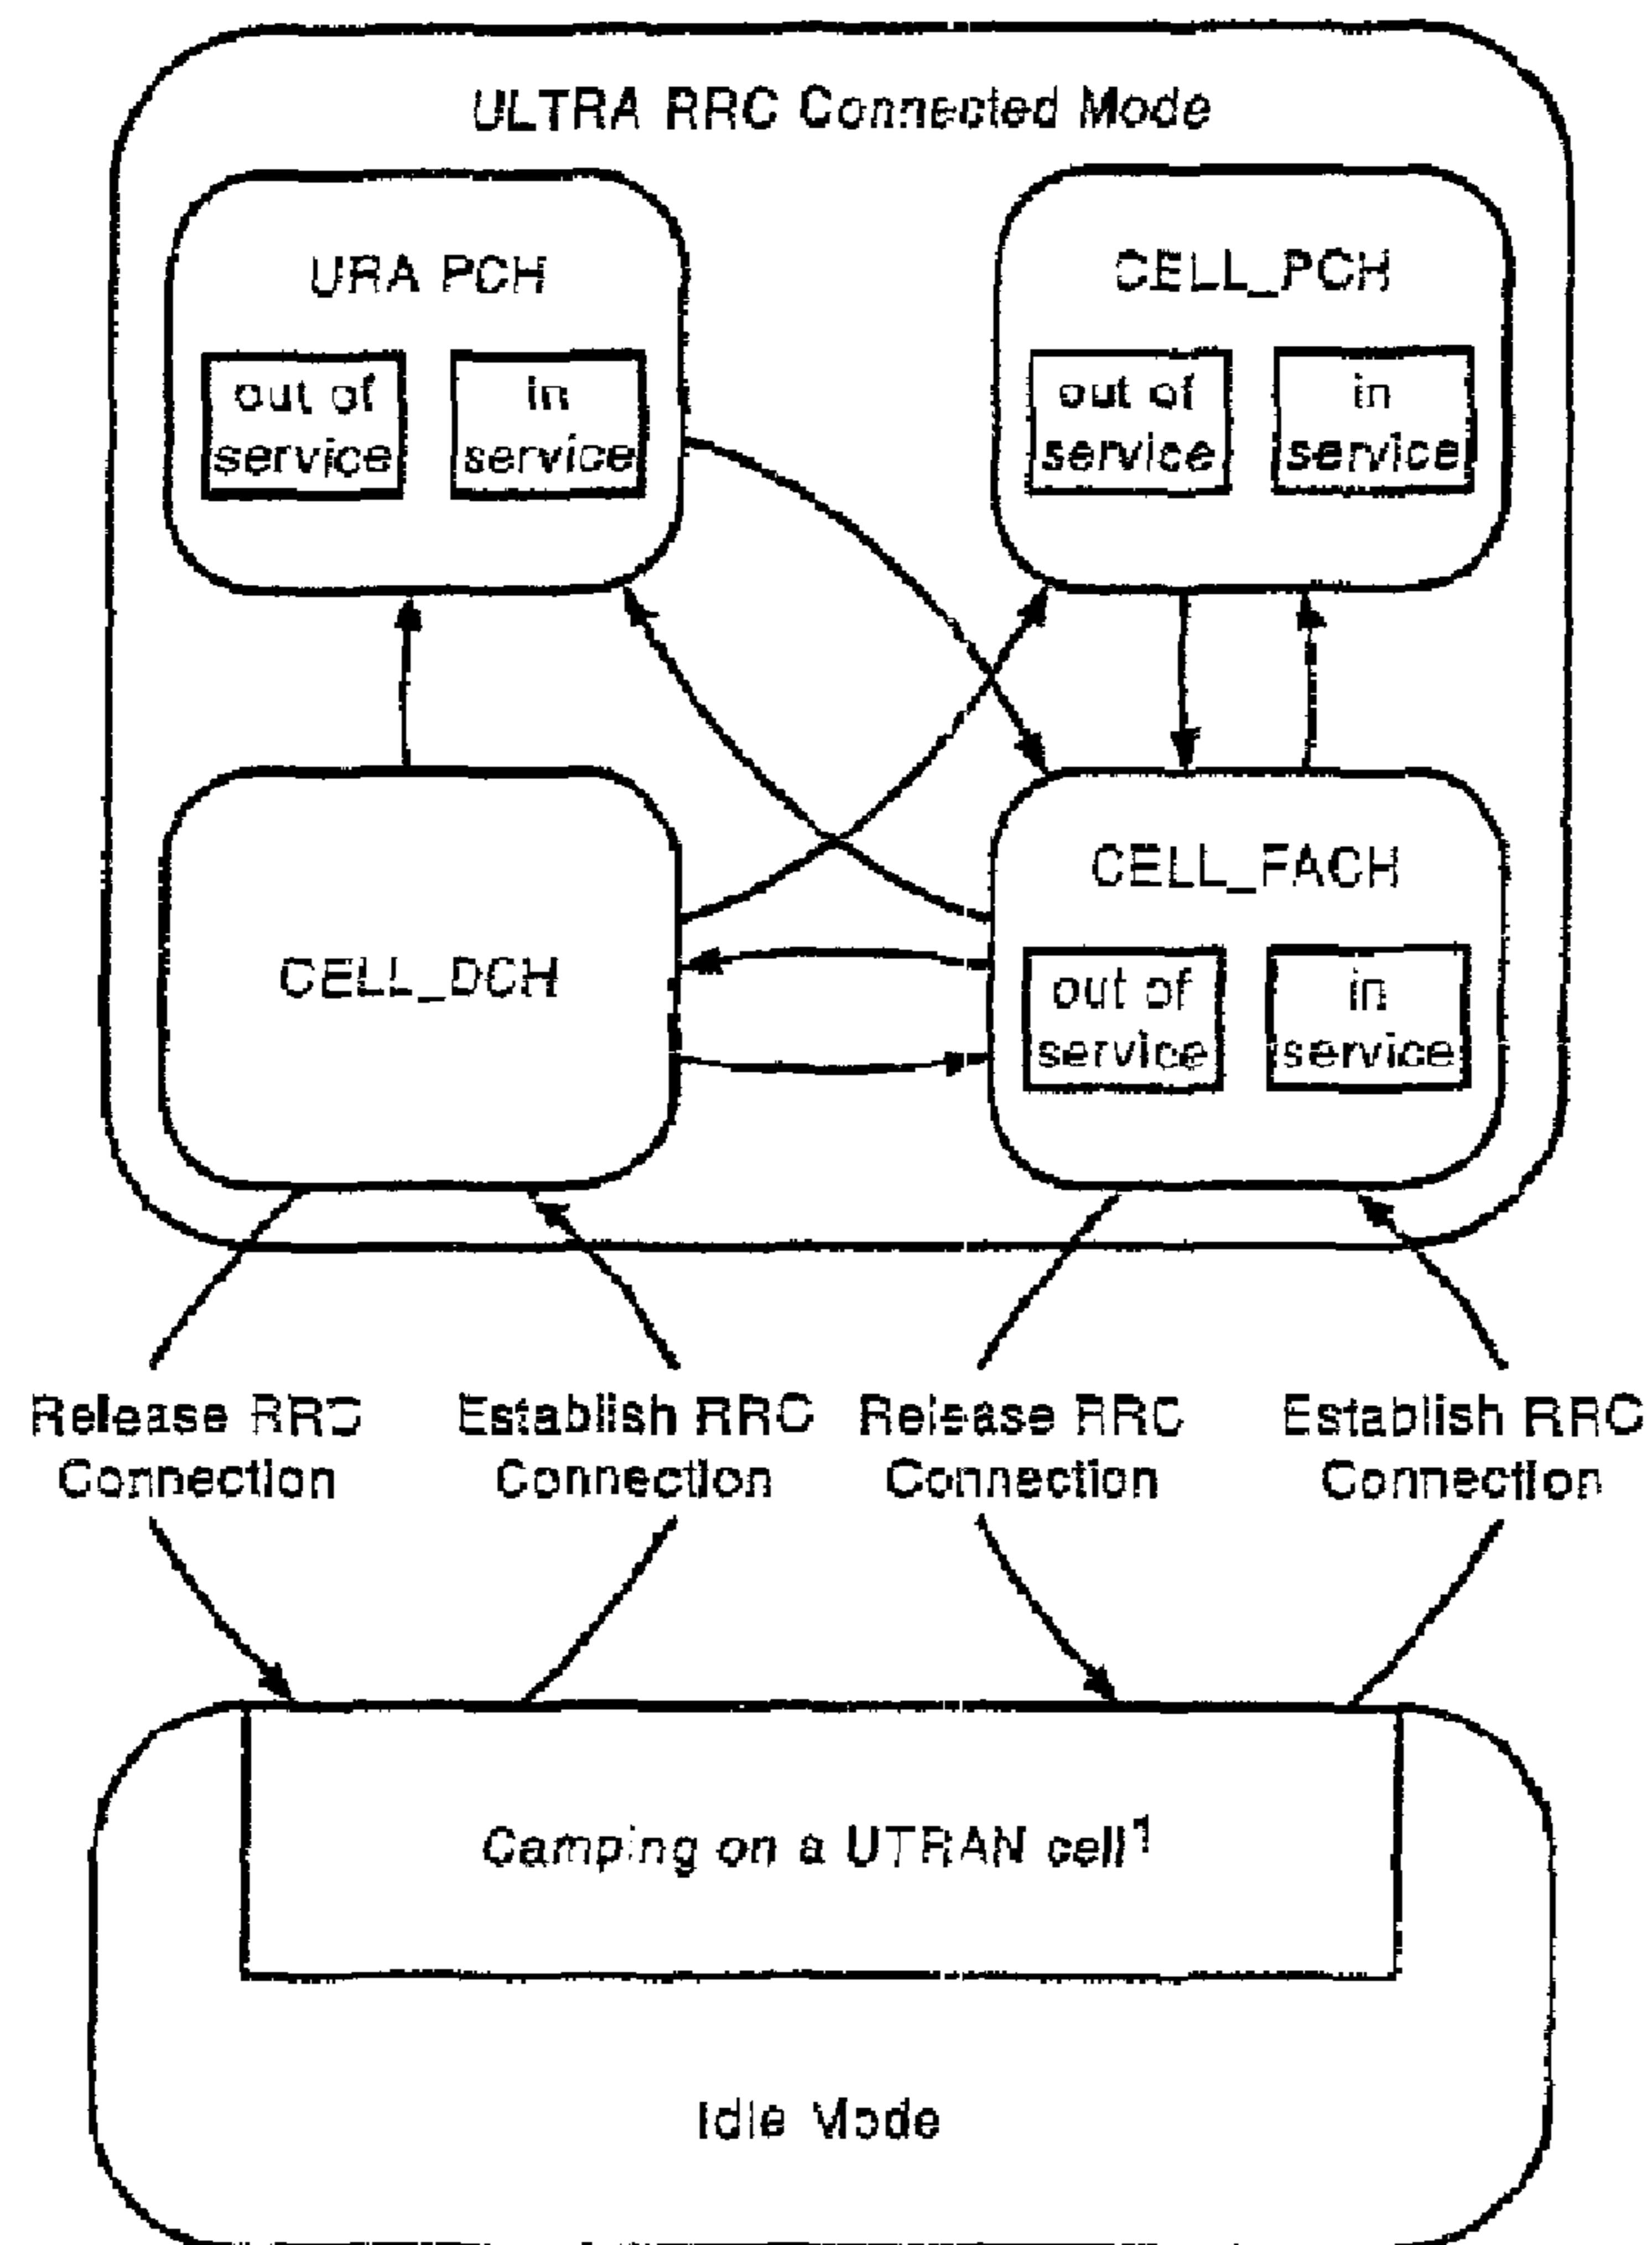 ULTRA RRC Connected Mode
URA PCH
out of
service
in
service
CELL_PCH
out of
service
in
service
CELL_DCH
CELL_FACH
out of
service
in
service
Release RRC
Connection
Establish RRC
Connection
Release RRC
Connection
Establish RRC
Connection
Camping on a UTRAN cell¹
Idle Mode